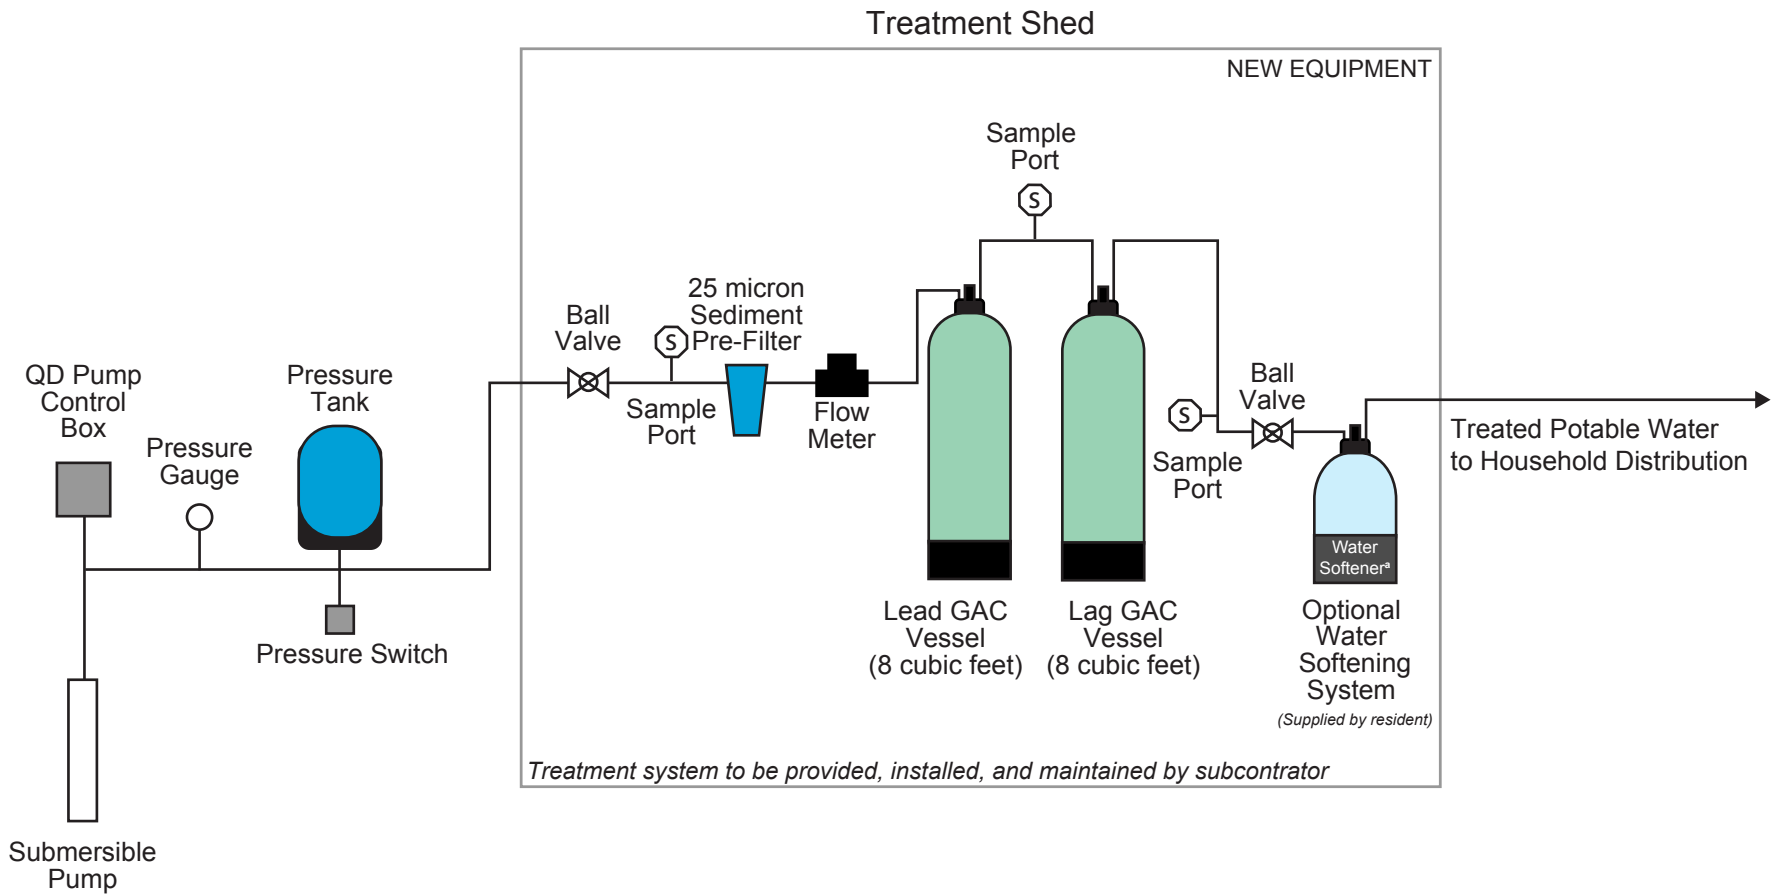 Treatment Shed
NEW EQUIPMENT
Sample
Port
S
25 micron
Sediment
Pre-Filter
Ball
Valve
S
Sample
Port
Flow
Meter
QD Pump
Control
Box
Pressure
Tank
Pressure
Gauge
Pressure Switch
Submersible
Pump
Lead GAC
Vessel
(8 cubic feet)
Lag GAC
Vessel
(8 cubic feet)
Ball
Valve
S
Sample
Port
Water
Softenerª
Optional
Water
Softening
System
(Supplied by resident)
Treated Potable Water
to Household Distribution
Treatment system to be provided, installed, and maintained by subcontrator